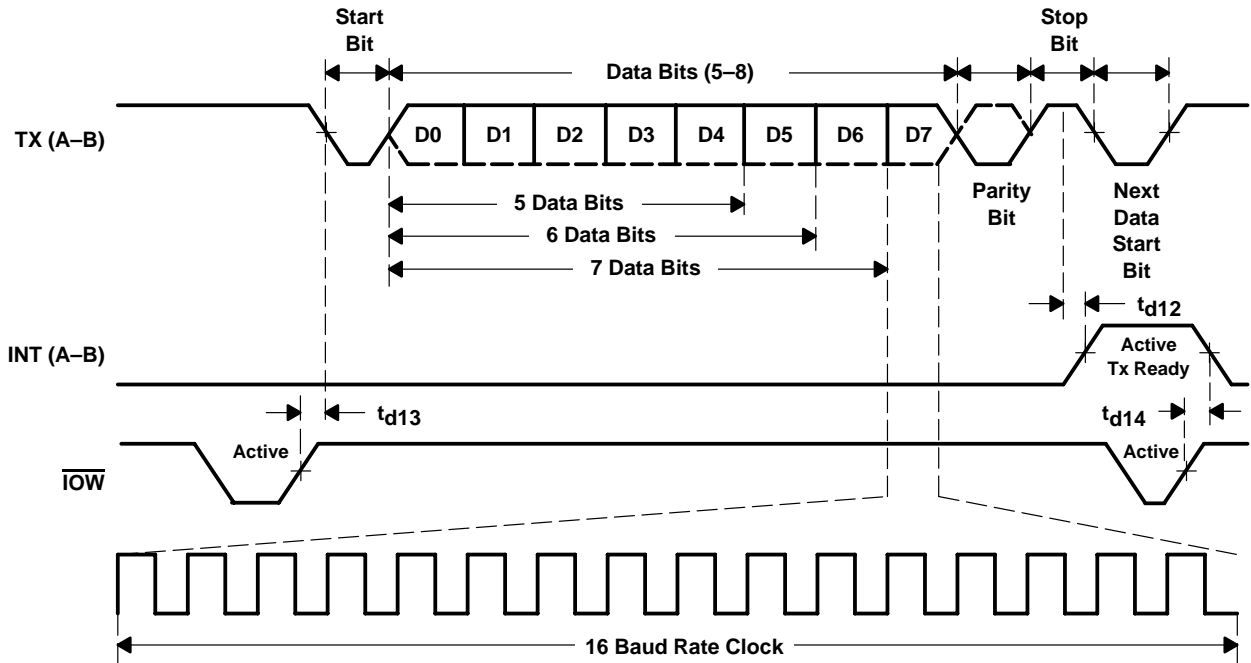 Start
Bit
Data Bits (5–8)
Stop
Bit
TX (A–B)
D0 D1 D2 D3 D4 D5 D6 D7
5 Data Bits
6 Data Bits
7 Data Bits
Parity
Bit
Next
Data
Start
Bit
td12
INT (A–B)
Active
Tx Ready
td13
td14
IOW
Active
Active
16 Baud Rate Clock